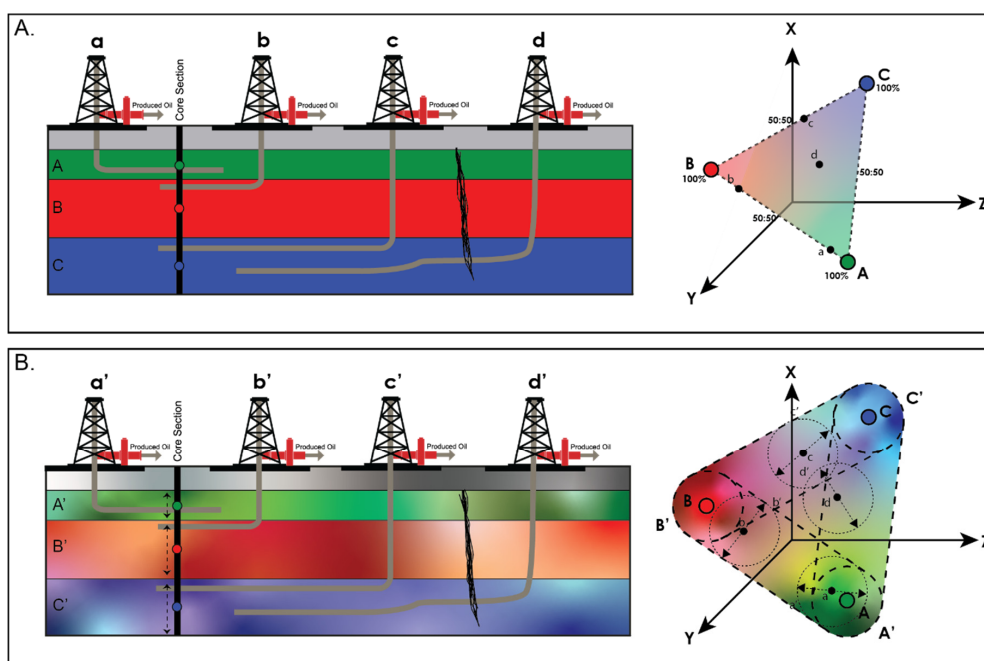 A.
a
b
c
d
Core Section
Produced Oil
Produced Oil
Produced Oil
Produced Oil
A
B
C
X
C
100%
50:50
c
B
d
100%
b
50:50
50:50
Z
a
A
100%
Y
B.
a'
b'
c'
d'
Core Section
Produced Oil
Produced Oil
Produced Oil
Produced Oil
A'
B'
C'
X
C'
C
c
d'
B
b'
d
B'
b
Z
a
A
A'
Y